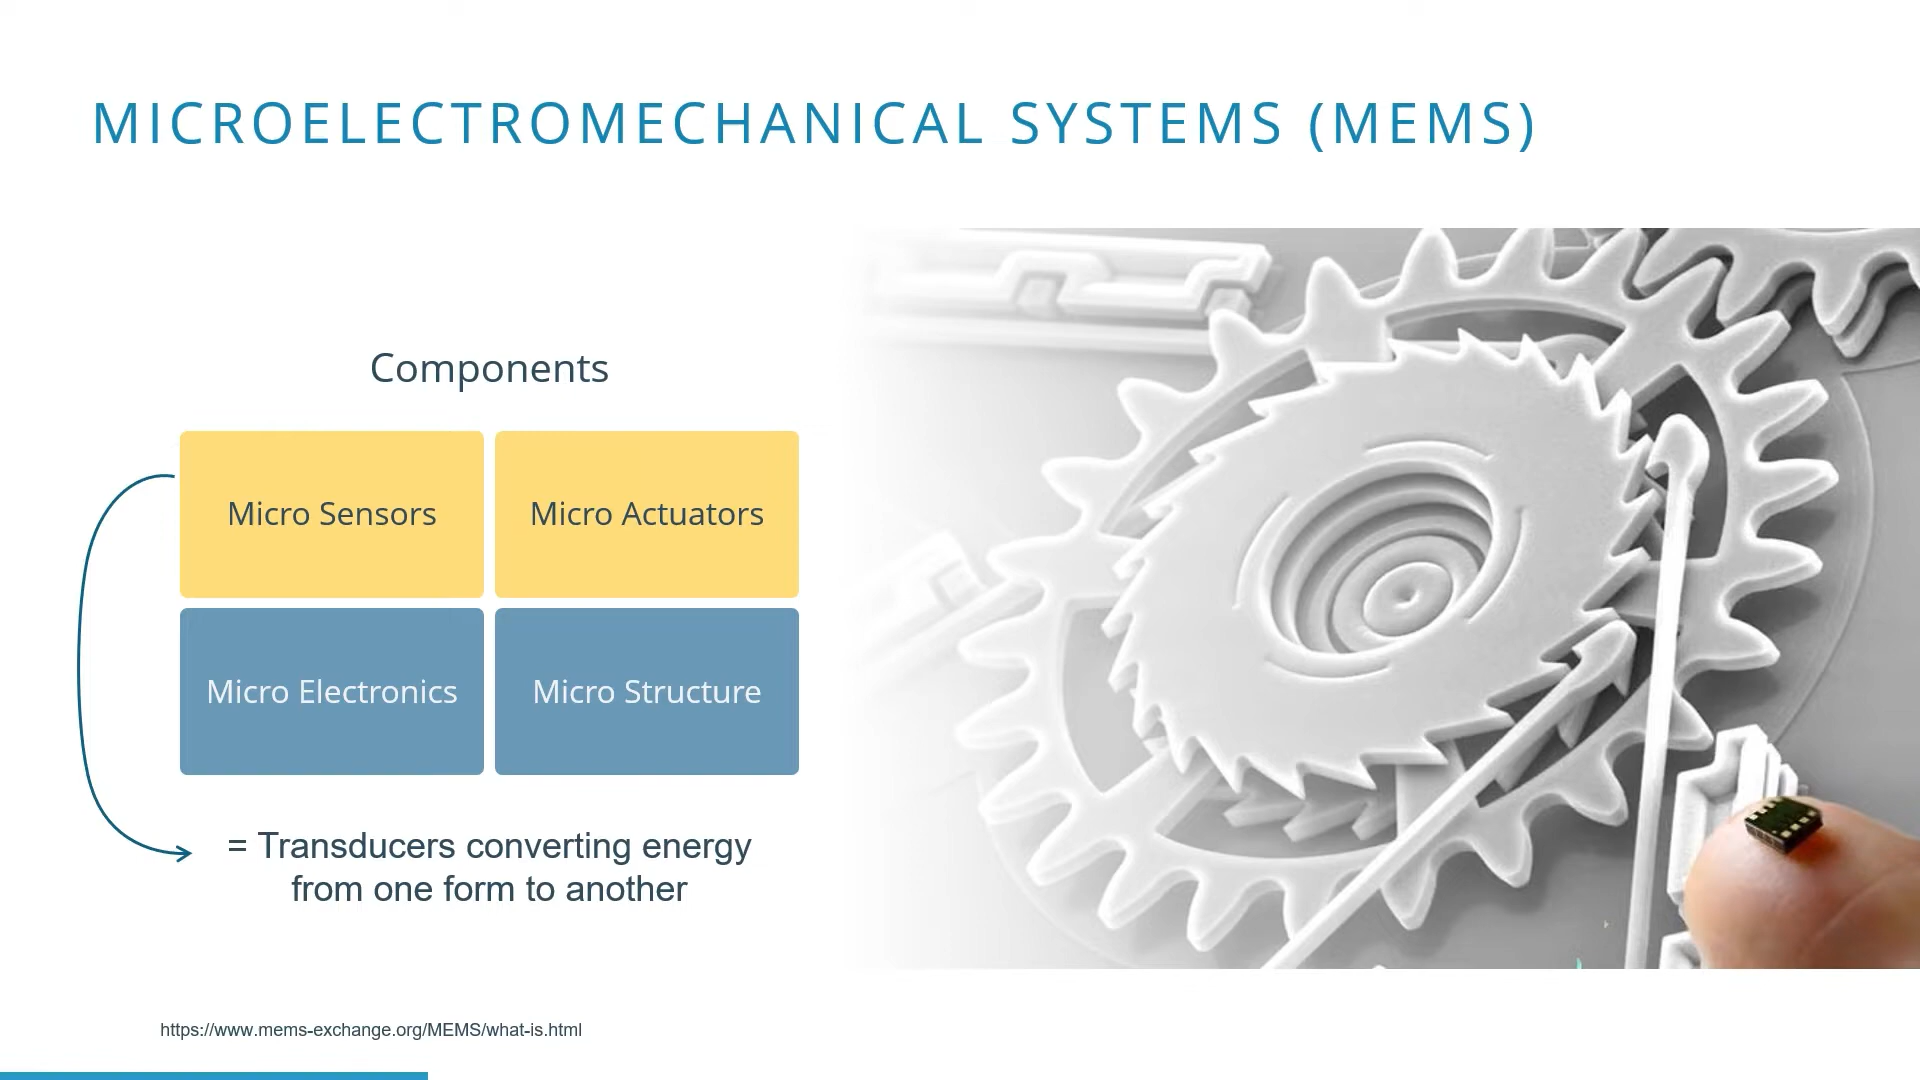 MICROELECTROMECHANICAL SYSTEMS (MEMS)
Components
Micro Sensors
Micro Actuators
Micro Electronics
Micro Structure
= Transducers converting energy
from one form to another
https://www.mems-exchange.org/MEMS/what-is.html